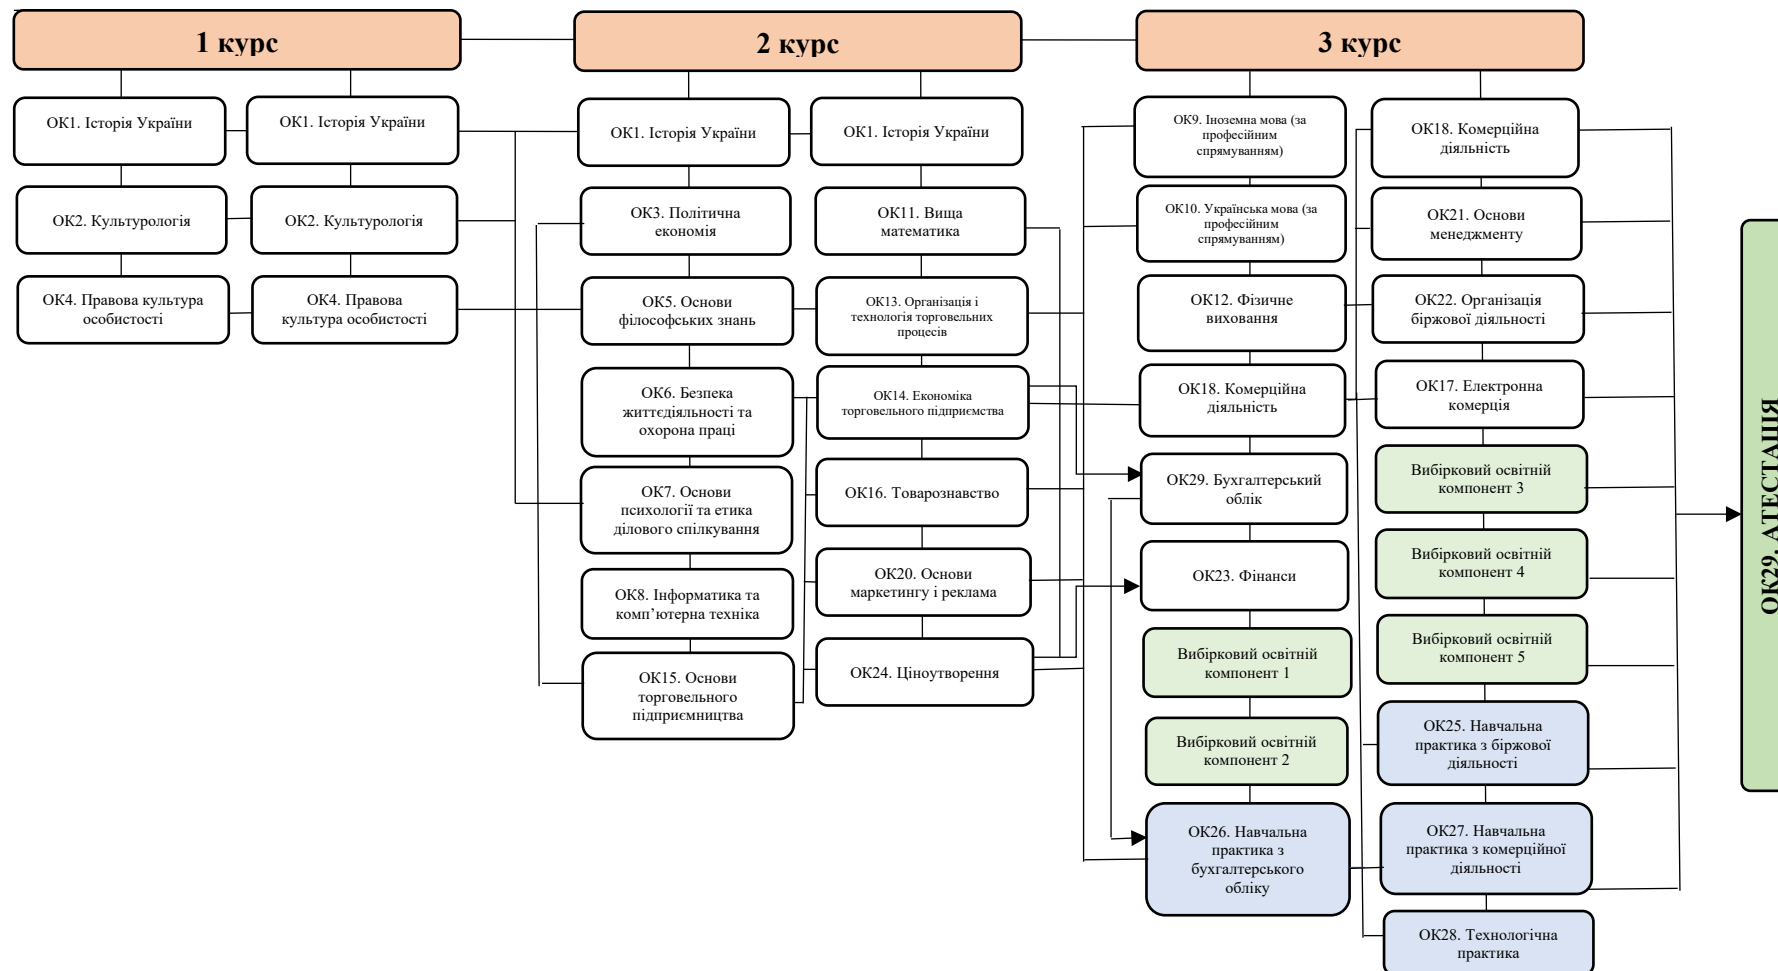 1 курс
2 курс
3 курс
ОК1. Історія України
ОК2. Культурологія
ОК4. Правова культура
особистості
ОК1. Історія України
ОК2. Культурологія
ОК4. Правова
культура особистості
ОК1. Історія України
ОК3. Політична
економія
ОК5. Основи
філософських знань
ОК6. Безпека
життєдіяльності та
охорона праці
ОК7. Основи
психології та етика
ділового спілкування
ОК8. Інформатика та
комп’ютерна техніка
ОК15. Основи
торговельного
підприємництва
ОК1. Історія України
ОК11. Вища
математика
ОК13. Організація і
технологія торговельних
процесів
ОК14. Економіка
торговельного підприємства
ОК16. Товарознавство
ОК20. Основи
маркетингу і реклама
ОК24. Ціноутворення
ОК9. Іноземна мова (за
професійним
спрямуванням)
ОК10. Українська мова (за
професійним
спрямуванням)
ОК12. Фізичне
виховання
ОК18. Комерційна
діяльність
ОК29. Бухгалтерський
облік
ОК23. Фінанси
Вибірковий освітній
компонент 1
Вибірковий освітній
компонент 2
ОК26. Навчальна
практика з
бухгалтерського
обліку
ОК18. Комерційна
діяльність
ОК21. Основи
менеджменту
ОК22. Організація
біржової діяльності
ОК17. Електронна
комерція
Вибірковий освітній
компонент 3
Вибірковий освітній
компонент 4
Вибірковий освітній
компонент 5
ОК25. Навчальна
практика з біржової
діяльності
ОК27. Навчальна
практика з комерційної
діяльності
ОК28. Технологічна
практика
ОК29. АТЕСТАЦІЯ